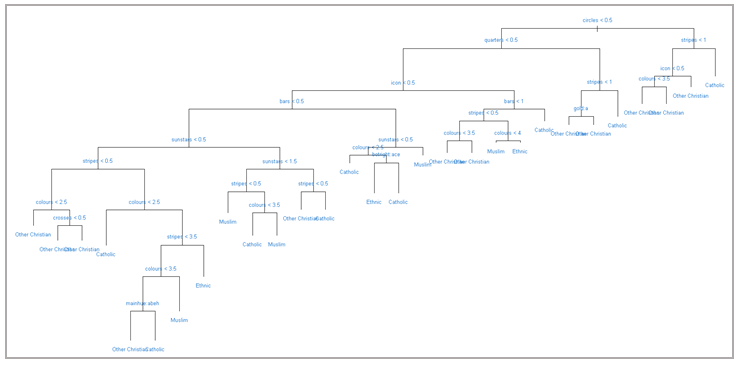 circles < 0.5
quarters < 0.5
stripes < 1
icon < 0.5
stripes < 1
icon < 0.5
colours < 3.5
Catholic
Other Christian
bars < 0.5
bars < 1
gold:a
Other Christian
Other Christian
stripes < 0.5
Catholic
Catholic
Other Christian
Other Christian
sunstars < 0.5
sunstars < 0.5
colours < 3.5
colours < 4
colours < 2.5
Muslim
Ethnic
Catholic
Muslim
Other Christian
Other Christian
stripes < 0.5
sunstars < 1.5
Ethnic
Catholic
colours < 2.5
colours < 2.5
stripes < 0.5
stripes < 0.5
crosses < 0.5
Muslim
colours < 3.5
Other Christian
Catholic
Other Christian
Other Christian
Other Christian
Catholic
Catholic
Muslim
stripes < 3.5
colours < 3.5
Ethnic
mainhue:abeh
Muslim
Other Christian
Catholic